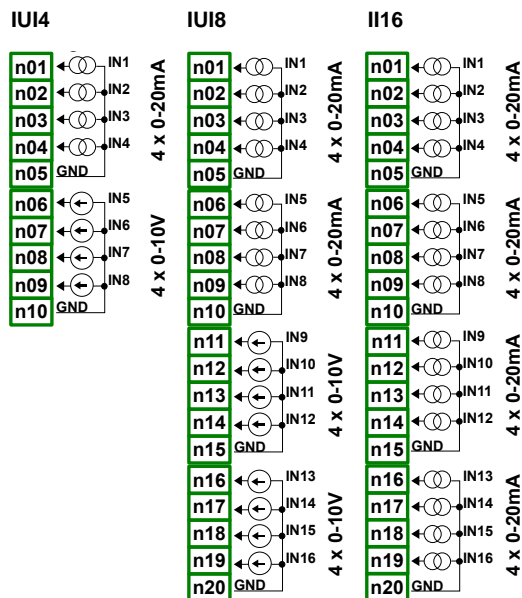 IUI4
n01 IN1
n02 IN2
n03 IN3
n04 IN4
n05 GND
4 x 0-20mA
n06 IN5
n07 IN6
n08 IN7
n09 IN8
n10 GND
4 x 0-10V
IUI8
n01 IN1
n02 IN2
n03 IN3
n04 IN4
n05 GND
4 x 0-20mA
n06 IN5
n07 IN6
n08 IN7
n09 IN8
n10 GND
4 x 0-20mA
n11 IN9
n12 IN10
n13 IN11
n14 IN12
n15 GND
4 x 0-10V
n16 IN13
n17 IN14
n18 IN15
n19 IN16
n20 GND
4 x 0-10V
II16
n01 IN1
n02 IN2
n03 IN3
n04 IN4
n05 GND
4 x 0-20mA
n06 IN5
n07 IN6
n08 IN7
n09 IN8
n10 GND
4 x 0-20mA
n11 IN9
n12 IN10
n13 IN11
n14 IN12
n15 GND
4 x 0-20mA
n16 IN13
n17 IN14
n18 IN15
n19 IN16
n20 GND
4 x 0-20mA